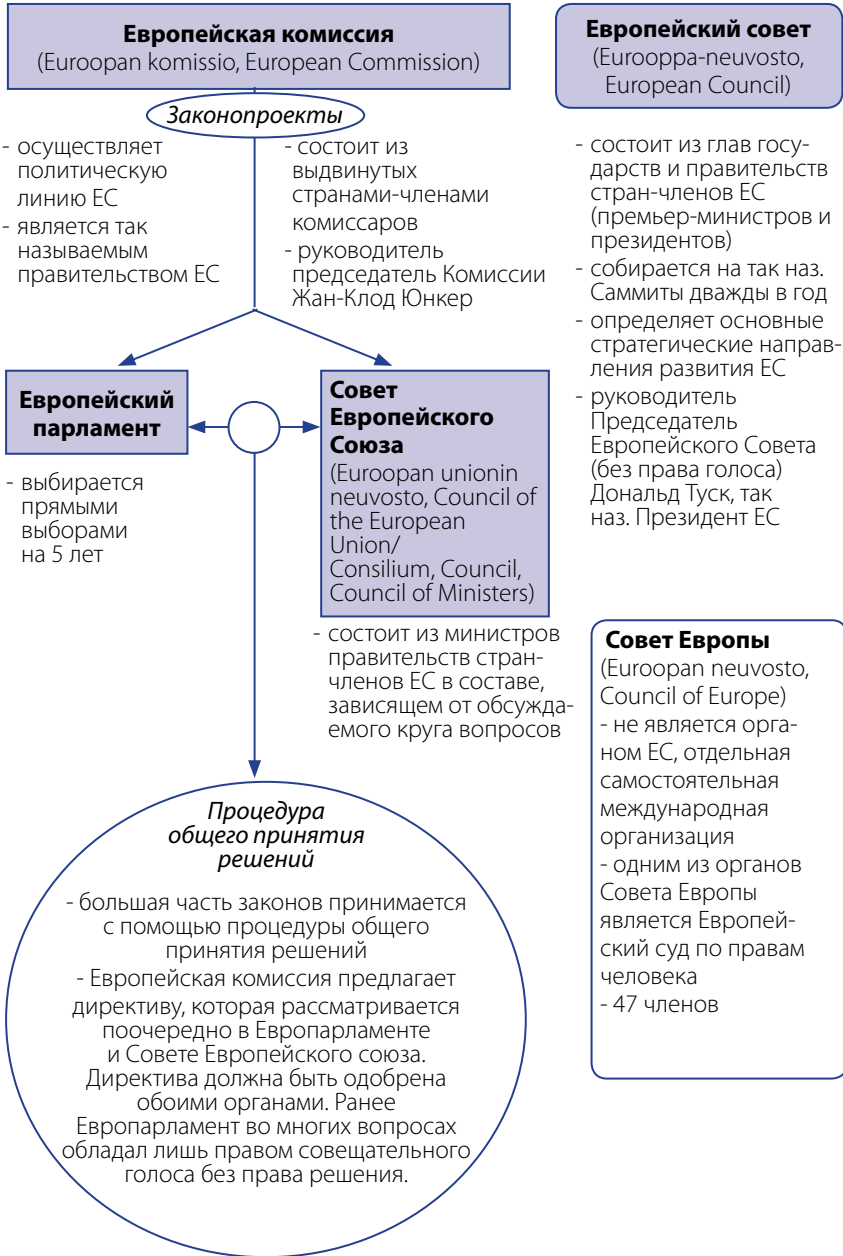 Европейская комиссия
(Euroopan komissio, European Commission)
Законопроекты
- осуществляет
политическую
линию ЕС
- является так
называемым
правительством ЕС
- состоит из
выдвинутых
странами-членами
комиссаров
- руководитель
председатель Комиссии
Жан-Клод Юнкер
Европейский
парламент
- выбирается
прямыми
выборами
на 5 лет
Совет
Европейского
Союза
(Euroopan unionin
neuvosto, Council of
the European
Union/
Consilium, Council,
Council of Ministers)
- состоит из министров
правительств стран-
членов ЕС в составе,
зависящем от обсужда-
емого круга вопросов
Процедура
общего принятия
решений
- большая часть законов принимается
с помощью процедуры общего
принятия решений
- Европейская комиссия предлагает
директиву, которая рассматривается
поочередно в Европарламенте
и Совете Европейского союза.
Директива должна быть одобрена
обоими органами. Ранее
Европарламент во многих вопросах
обладал лишь правом совещательного
голоса без права решения.
Европейский совет
(Eurooppa-neuvosto,
European Council)
- состоит из глав госу-
дарств и правительств
стран-членов ЕС
(премьер-министров и
президентов)
- собирается на так наз.
Саммиты дважды в год
- определяет основные
стратегические направ-
ления развития ЕС
- руководитель
Председатель
Европейского Совета
(без права голоса)
Дональд Туск, так
наз. Президент ЕС
Совет Европы
(Euroopan neuvosto,
Council of Europe)
- не является орга-
ном ЕС, отдельная
самостоятельная
международная
организация
- одним из органов
Совета Европы
является Европей-
ский суд по правам
человека
- 47 членов